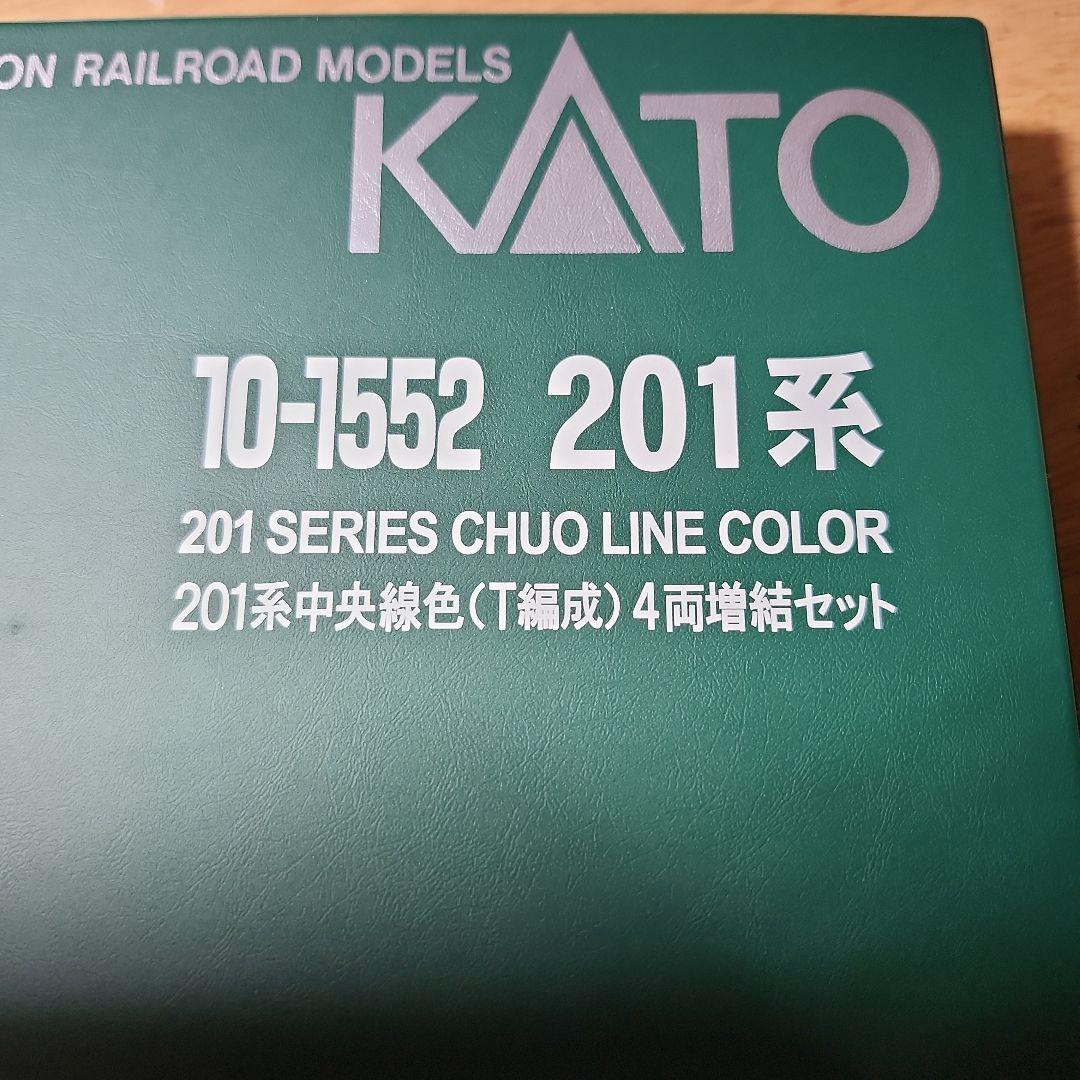 ON RAILROAD MODELS
KATO
10-1552 201系
201 SERIES CHUO LINE COLOR
201系中央線色(T編成)4両増結セット